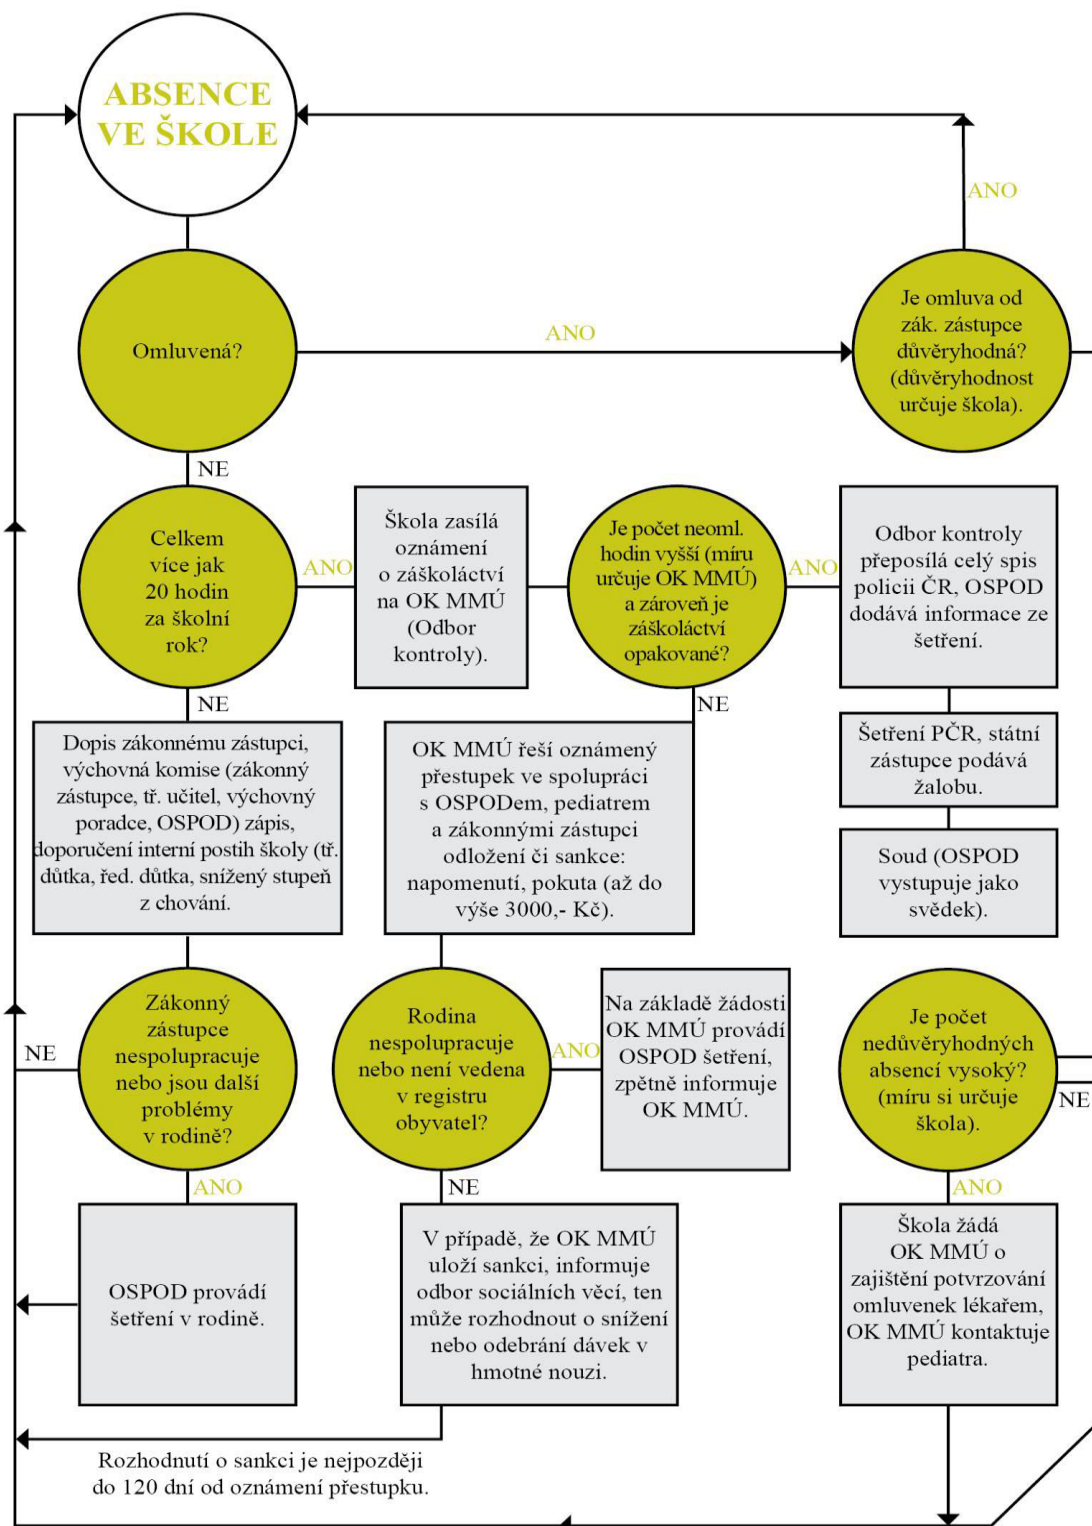 ABSENCE
VE ŠKOLE
ANO
Omluvená?
ANO
Je omluva od
zák. zástupce
důvěryhodná?
(důvěryhodnost
určuje škola).
NE
Celkem
více jak
20 hodin
za školní
rok?
ANO
Škola zasílá
oznámení
o záškoláctví
na OK MMÚ
(Odbor
kontroly).
Je počet neoml.
hodin vyšší (míru
určuje OK MMÚ)
a zároveň je
záškoláctví
opakované?
ANO
Odbor kontroly
přeposílá celý spis
policii ČR, OSPOD
dodává informace ze
šetření.
NE
NE
Dopis zákonnému zástupci,
výchovná komise (zákonný
zástupce, tř. učitel, výchovný
poradce, OSPOD) zápis,
doporučení interní postih školy (tř.
důtka, řed. důtka, snížený stupeň
z chování.
OK MMÚ řeší oznámený
přestupek ve spolupráci
s OSPODem, pediatrem
a zákonnými zástupci
odložení či sankce:
napomenutí, pokuta (až do
výše 3000,- Kč).
Šetření PČR, státní
zástupce podává
žalobu.
Soud (OSPOD
vystupuje jako
svědek).
NE
Zákonný
zástupce
nespolupracuje
nebo jsou další
problémy
v rodině?
Rodina
nespolupracuje
nebo není vedena
v registru
obyvatel?
ANO
Na základě žádosti
OK MMÚ provádí
OSPOD šetření,
zpětně informuje
OK MMÚ.
Je počet
nedůvěryhodných
absencí vysoký?
(míru si určuje
škola).
NE
ANO
NE
ANO
OSPOD provádí
šetření v rodině.
V případě, že OK MMÚ
uloží sankci, informuje
odbor sociálních věcí, ten
může rozhodnout o snížení
nebo odebrání dávek v
hmotné nouzi.
Škola žádá
OK MMÚ o
zajištění potvrzování
omluvenek lékařem,
OK MMÚ kontaktuje
pediatra.
Rozhodnutí o sankci je nejpozději
do 120 dní od oznámení přestupku.